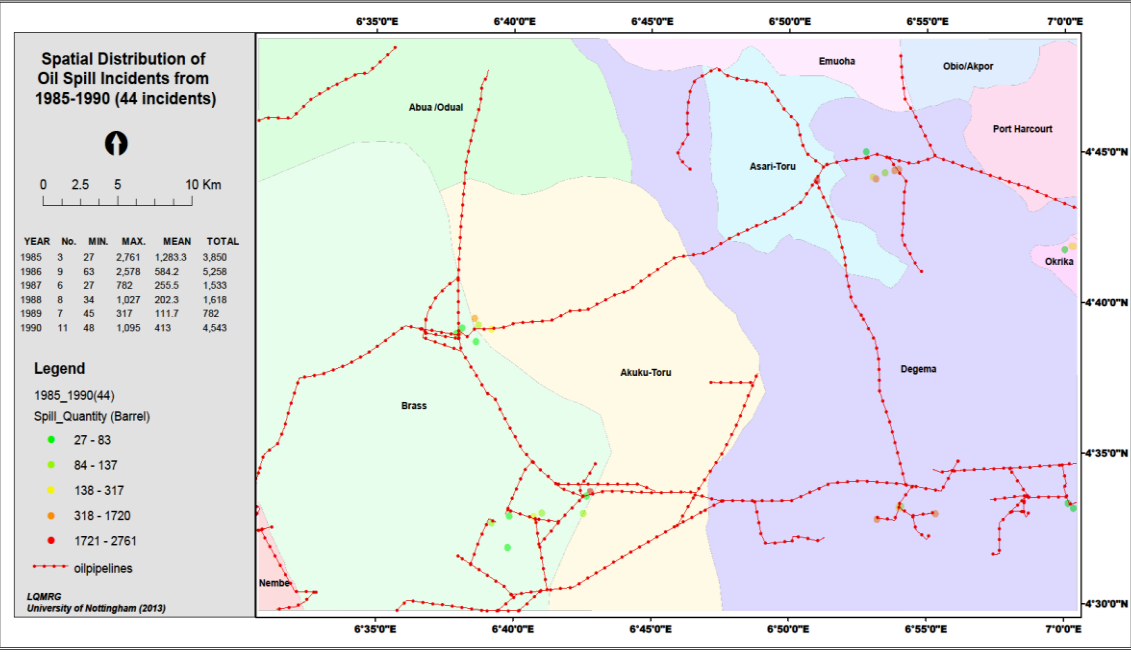 Spatial Distribution of
Oil Spill Incidents from
1985-1990 (44 incidents)
0 2.5 5 10 Km
YEAR No. MIN. MAX. MEAN TOTAL
1985 3 27 2,761 1,283.3 3,850
1986 9 63 2,578 584.2 5,258
1987 6 27 782 255.5 1,533
1988 8 34 1,027 202.3 1,618
1989 7 45 317 111.7 782
1990 11 48 1,095 413 4,543
Legend
1985_1990(44)
Spill_Quantity (Barrel)
27 - 83
84 - 137
138 - 317
318 - 1720
1721 - 2761
oilpipelines
LQMRG
University of Nottingham (2013)
6°35'0"E 6°40'0"E 6°45'0"E 6°50'0"E 6°55'0"E 7°0'0"E
Emuoha
Obio/Akpor
Abua /Odual
Port Harcourt
4°45'0"N
Asari-Toru
Okrika
4°40'0"N
Akuku-Toru
Degema
Brass
4°35'0"N
Nembe
4°30'0"N
6°35'0"E 6°40'0"E 6°45'0"E 6°50'0"E 6°55'0"E 7°0'0"E